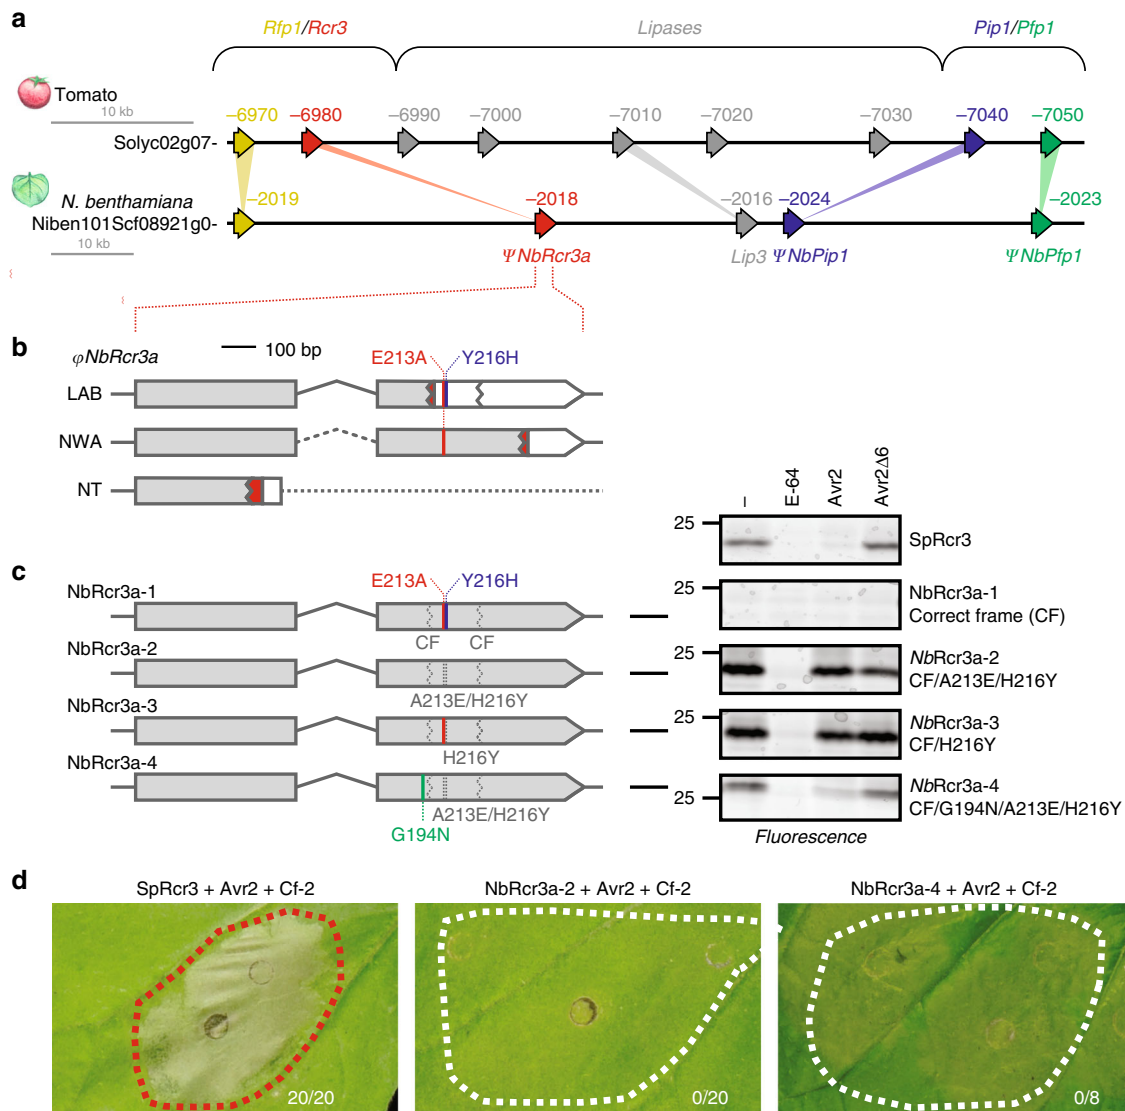 a
Rfp1/Rcr3
Lipases
Pip1/Pfp1
Tomato
10 kb
–6970
–6980
–6990
–7000
–7010
–7020
–7030
–7040
–7050
Solyc02g07-
N. benthamiana
–2019
–2018
–2016
–2024
–2023
Niben101Scf08921g0-
10 kb
ΨNbRcr3a
Lip3
ΨNbPip1
ΨNbPfp1
b
φNbRcr3a
100 bp
E213A
Y216H
LAB
NWA
NT
–
E-64
Avr2
Avr2Δ6
25
SpRcr3
c
E213A
Y216H
NbRcr3a-1
CF
CF
25
NbRcr3a-1
Correct frame (CF)
NbRcr3a-2
A213E/H216Y
25
NbRcr3a-2
CF/A213E/H216Y
NbRcr3a-3
H216Y
25
NbRcr3a-3
CF/H216Y
NbRcr3a-4
A213E/H216Y
G194N
25
NbRcr3a-4
CF/G194N/A213E/H216Y
Fluorescence
d
SpRcr3 + Avr2 + Cf-2
NbRcr3a-2 + Avr2 + Cf-2
NbRcr3a-4 + Avr2 + Cf-2
20/20
0/20
0/8